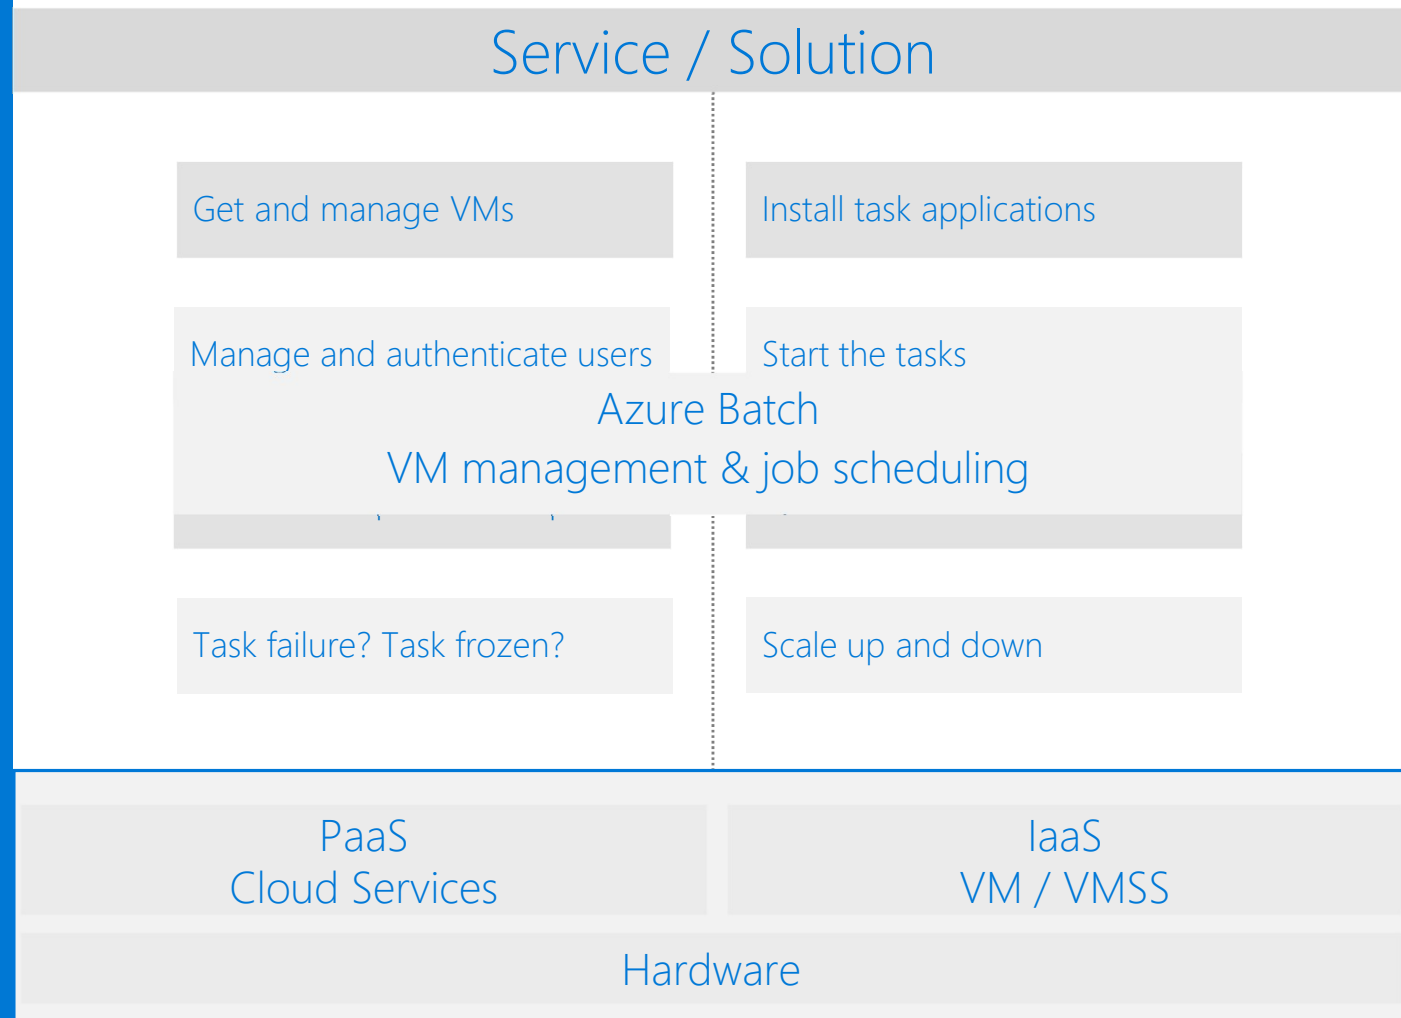 Service / Solution
Get and manage VMs
Install task applications
Manage and authenticate users
Start the tasks
Azure Batch
VM management & job scheduling
Task failure? Task frozen?
Scale up and down
PaaS
Cloud Services
IaaS
VM / VMSS
Hardware